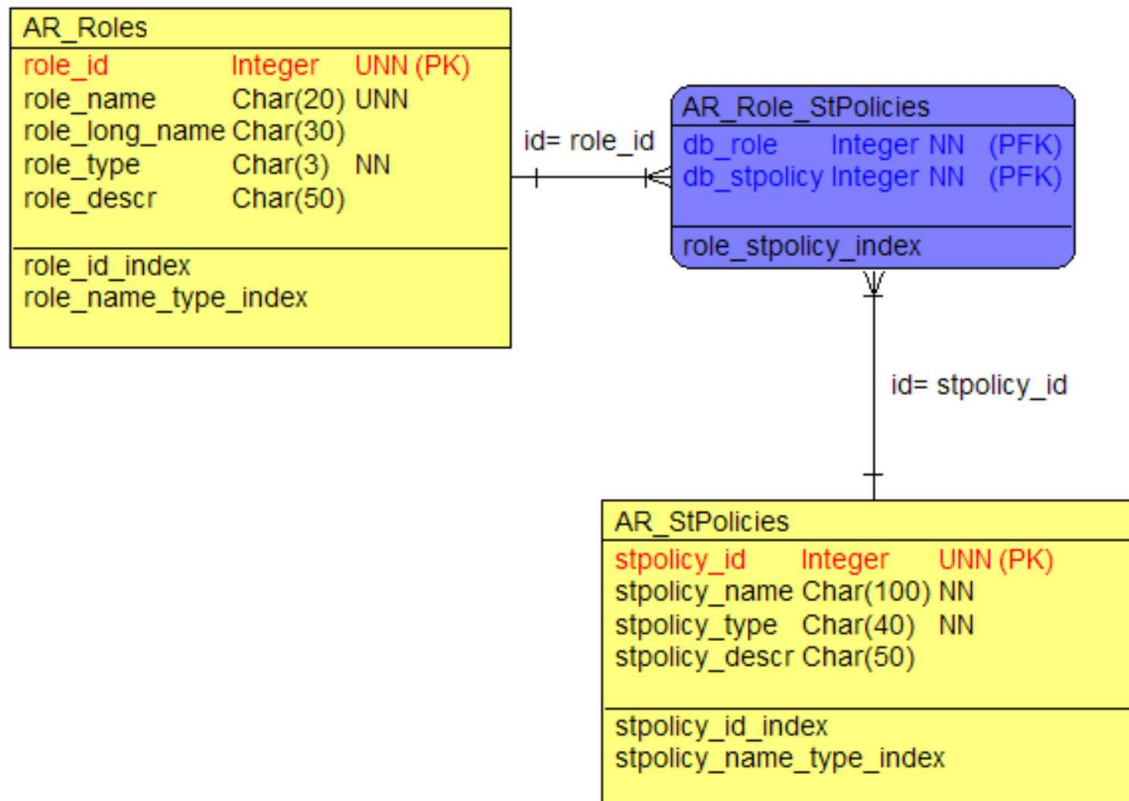 AR_Roles
role_id Integer UNN (PK)
role_name Char(20) UNN
role_long_name Char(30)
role_type Char(3) NN
role_descr Char(50)
role_id_index
role_name_type_index
id= role_id
AR_Role_StPolicies
db_role Integer NN (PFK)
db_stpolicy Integer NN (PFK)
role_stpolicy_index
id= stpolicy_id
AR_StPolicies
stpolicy_id Integer UNN (PK)
stpolicy_name Char(100) NN
stpolicy_type Char(40) NN
stpolicy_descr Char(50)
stpolicy_id_index
stpolicy_name_type_index